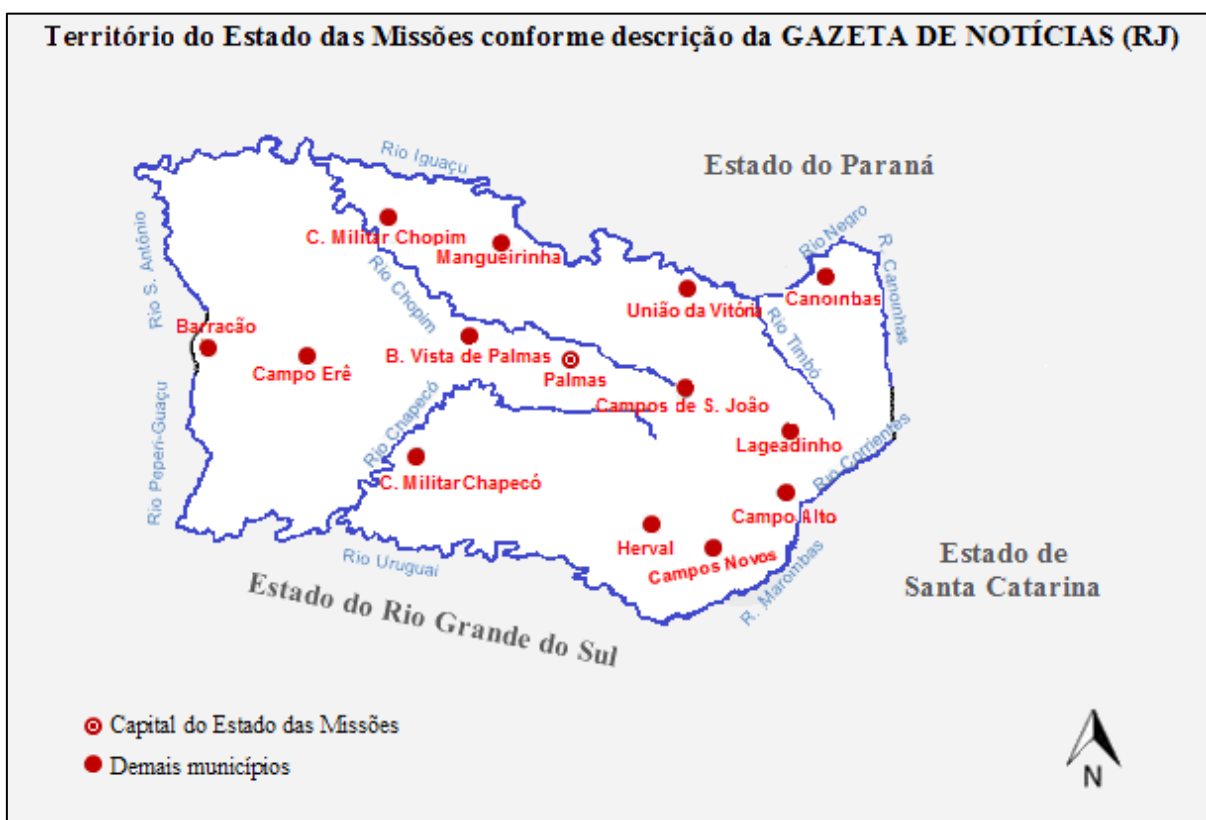 Território do Estado das Missões conforme descrição da GAZETA DE NOTÍCIAS (RJ)
Rio Iguaçu
Estado do Paraná
Rio Negro
R. Canoinhas
Rio S. Antônio
C. Militar Chopim
Mangueirinha
Rio Chopim
União da Vitória
Canoinhas
Rio Timbó
Barracão
Campo Erê
B. Vista de Palmas
Palmas
Campos de S. João
Rio Peperi-Guaçu
Rio Chapecó
C. Militar Chapecó
Lageadinho
Rio Correntes
Campo Alto
Herval
Campos Novos
R. Marombas
Rio Uruguai
Estado do Rio Grande do Sul
Estado de
Santa Catarina
Capital do Estado das Missões
Demais municípios
N